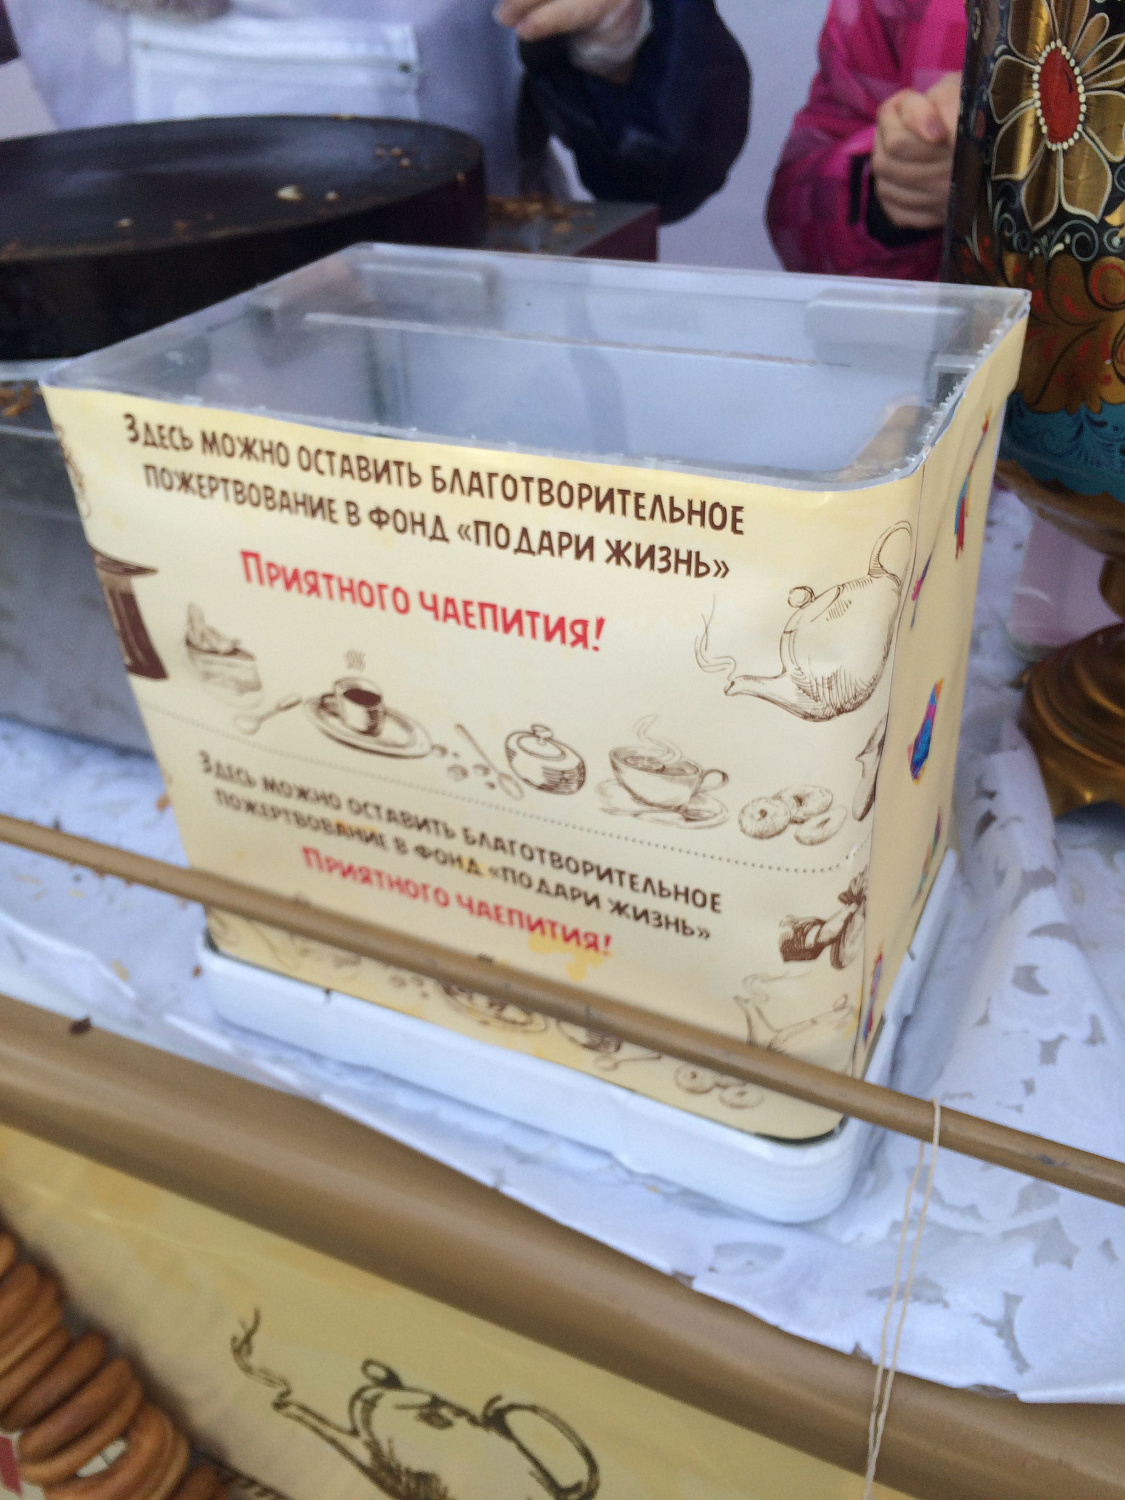 Здесь можно оставить благотворительное
пожертвование в фонд «Подари жизнь»
Приятного чаепития!
Здесь можно оставить благотворительное
пожертвование в фонд «Подари жизнь»
Приятного чаепития!